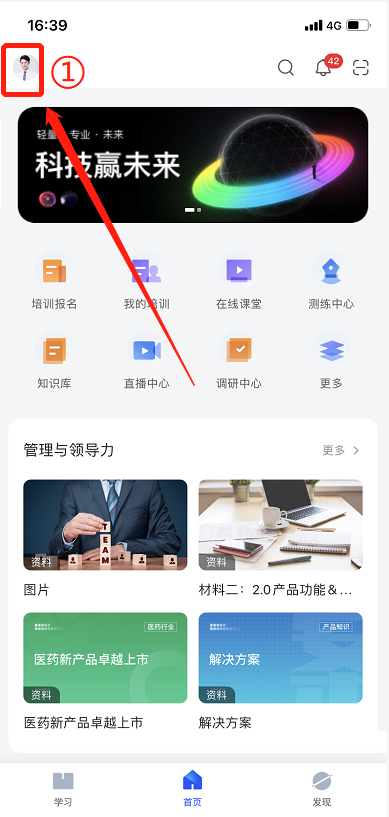 16:39
4G
①
42
轻量 · 专业 · 未来
科技赢未来
培训报名
我的培训
在线课堂
测练中心
知识库
直播中心
调研中心
更多
管理与领导力
更多
TEAM
资料
资料
图片
材料二：2.0产品功能＆...
医药行业
产品知识
医药新产品卓越上市
解决方案
资料
资料
医药新产品卓越上市
解决方案
学习
首页
发现